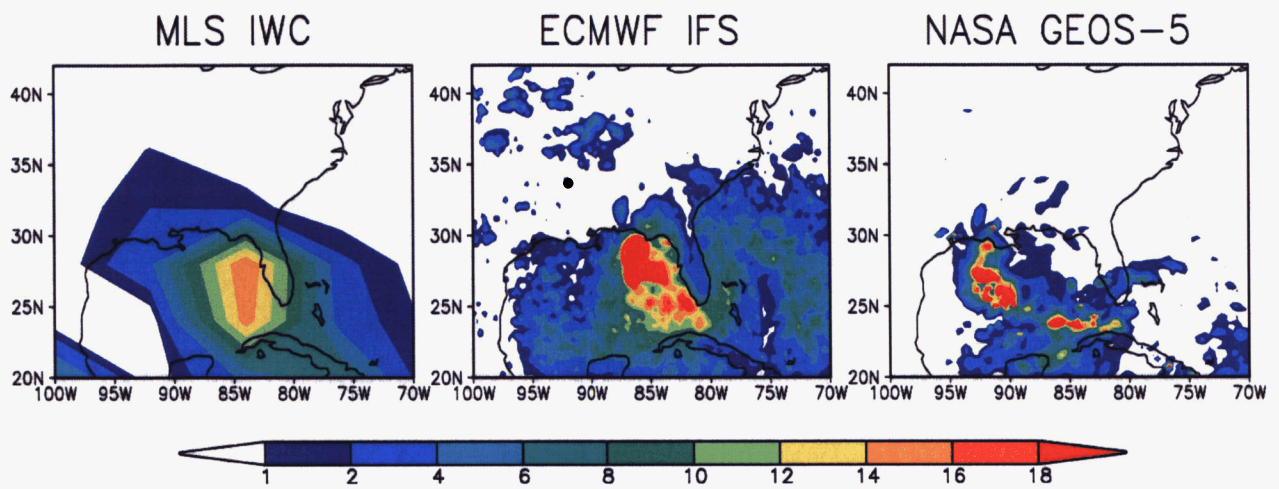 MLS IWC ECMWF IFS NASA GEOS-5
40N 40N 40N
35N 35N 35N
30N 30N 30N
25N 25N 25N
20N 20N 20N
100W 95W 90W 85W 80W 75W 70W 100W 95W 90W 85W 80W 75W 70W 100W 95W 90W 85W 80W 75W 70W
1 2 4 6 8 10 12 14 16 18